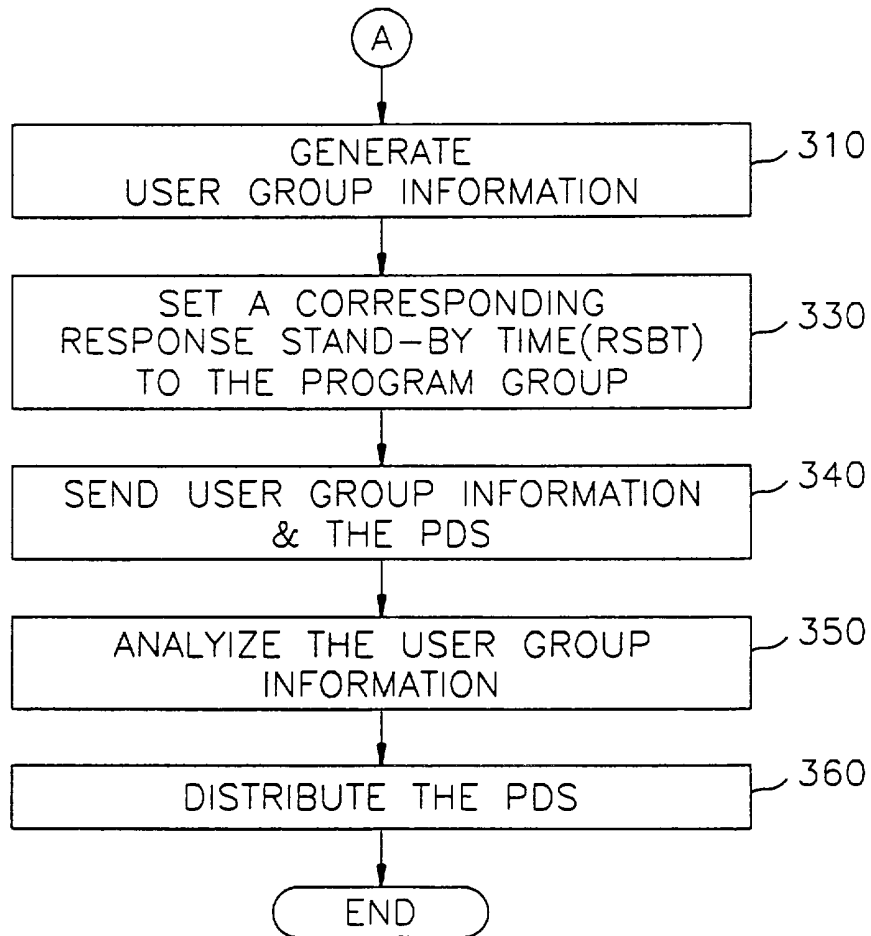 A
GENERATE
USER GROUP INFORMATION
310
SET A CORRESPONDING
RESPONSE STAND-BY TIME(RSBT)
TO THE PROGRAM GROUP
330
SEND USER GROUP INFORMATION
& THE PDS
340
ANALYIZE THE USER GROUP
INFORMATION
350
DISTRIBUTE THE PDS
360
END